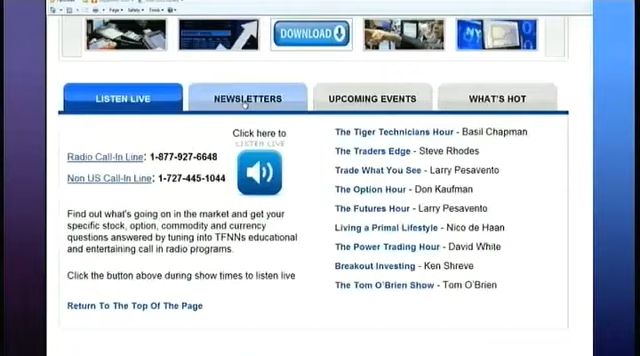 Page Safety Tools
DOWNLOAD
LISTEN LIVE
NEWSLETTERS
UPCOMING EVENTS
WHAT'S HOT
Click here to
LISTEN LIVE
Radio Call-In Line: 1-877-927-6648
Non US Call-In Line: 1-727-445-1044
Find out what's going on in the market and get your
specific stock, option, commodity and currency
questions answered by tuning into TFNNs educational
and entertaining call in radio programs.
Click the button above during show times to listen live
Return To The Top Of The Page
The Tiger Technicians Hour - Basil Chapman
The Traders Edge - Steve Rhodes
Trade What You See - Larry Pesavento
The Option Hour - Don Kaufman
The Futures Hour - Larry Pesavento
Living a Primal Lifestyle - Nico de Haan
The Power Trading Hour - David White
Breakout Investing - Ken Shreve
The Tom O'Brien Show - Tom O'Brien